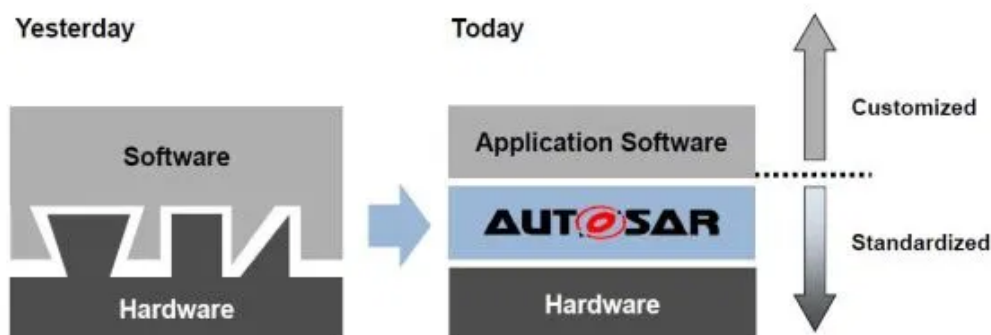 Yesterday
Today
Customized
Software
Application Software
AUTOSAR
Standardized
Hardware
Hardware